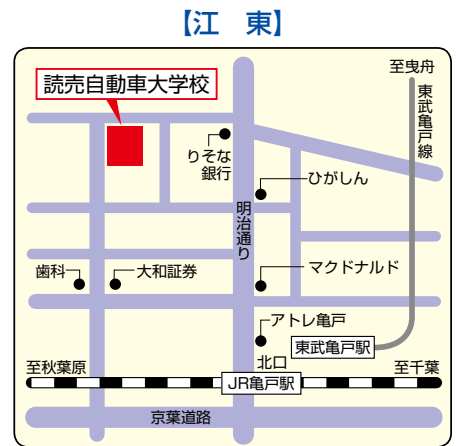 【江　東】
至曳舟
読売自動車大学校
東武亀戸線
りそな
銀行
ひがしん
明治通り
歯科
大和証券
マクドナルド
アトレ亀戸
東武亀戸駅
北口
至秋葉原
至千葉
JR亀戸駅
京葉道路